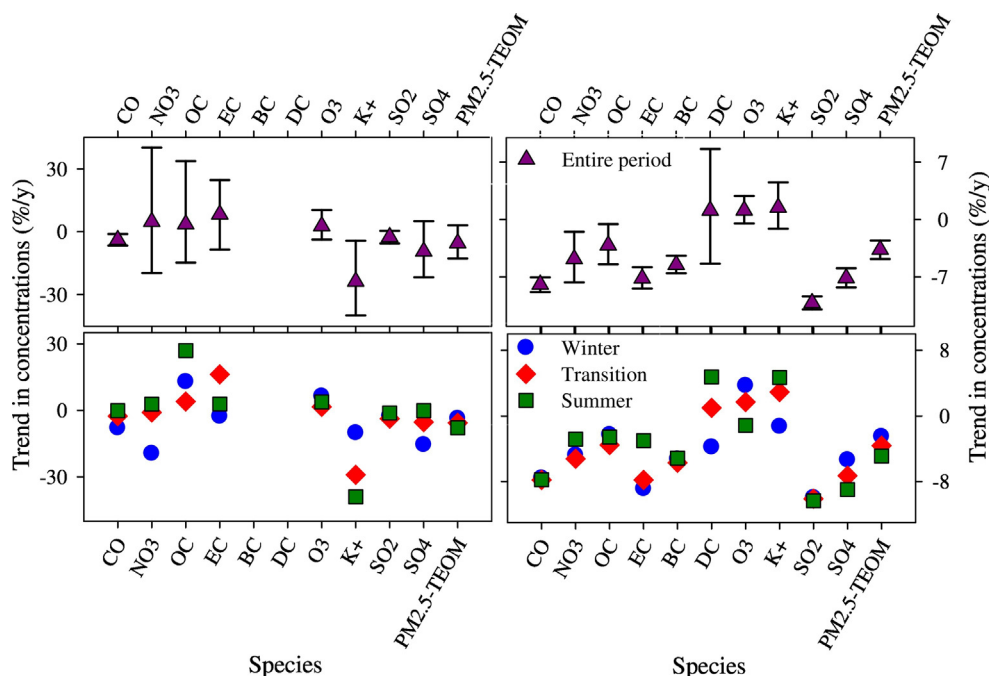 CO NO3 OC EC BC DC O3 K+ SO2 SO4 PM2.5-TEOM
CO NO3 OC EC BC DC O3 K+ SO2 SO4 PM2.5-TEOM
Trend in concentrations (%/y)
30
0
-30
Entire period
7
0
-7
Trend in concentrations (%/y)
30
0
-30
Winter
Transition
Summer
8
0
-8
CO NO3 OC EC BC DC O3 K+ SO2 SO4 PM2.5-TEOM
CO NO3 OC EC BC DC O3 K+ SO2 SO4 PM2.5-TEOM
Species
Species